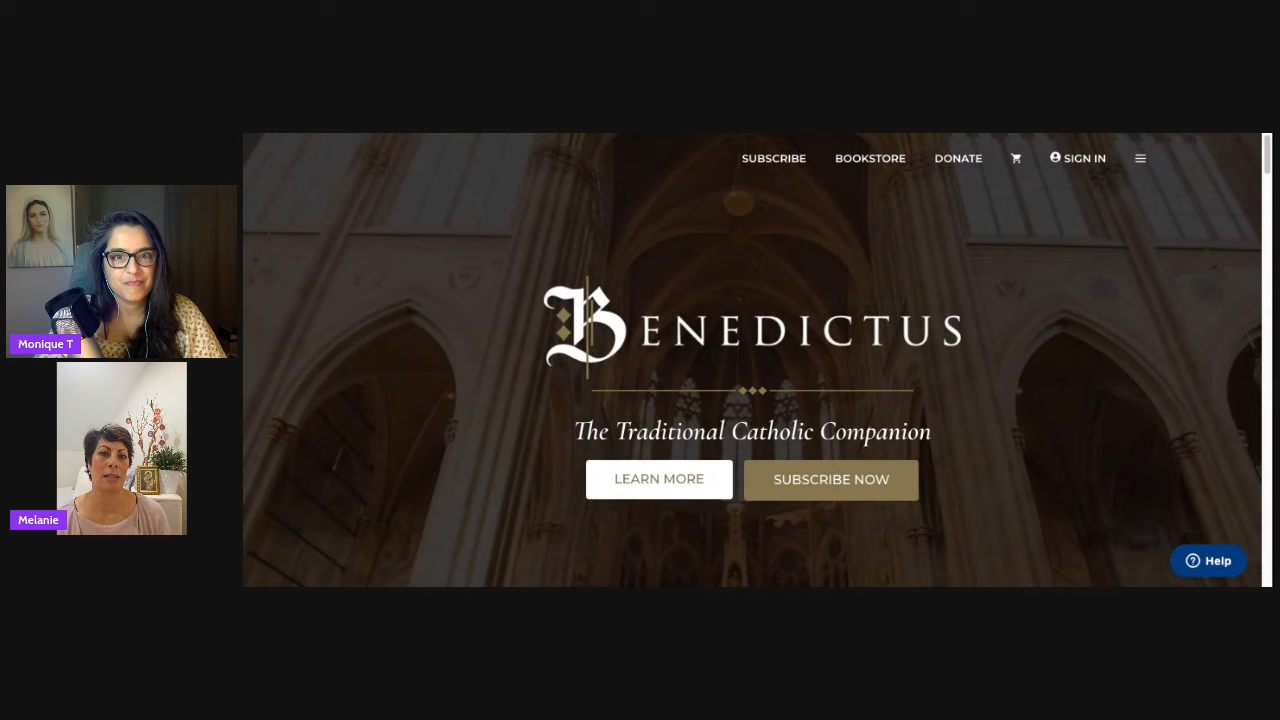 SUBSCRIBE BOOKSTORE DONATE SIGN IN
Monique T
Melanie
BENEDICTUS
The Traditional Catholic Companion
LEARN MORE SUBSCRIBE NOW
Help